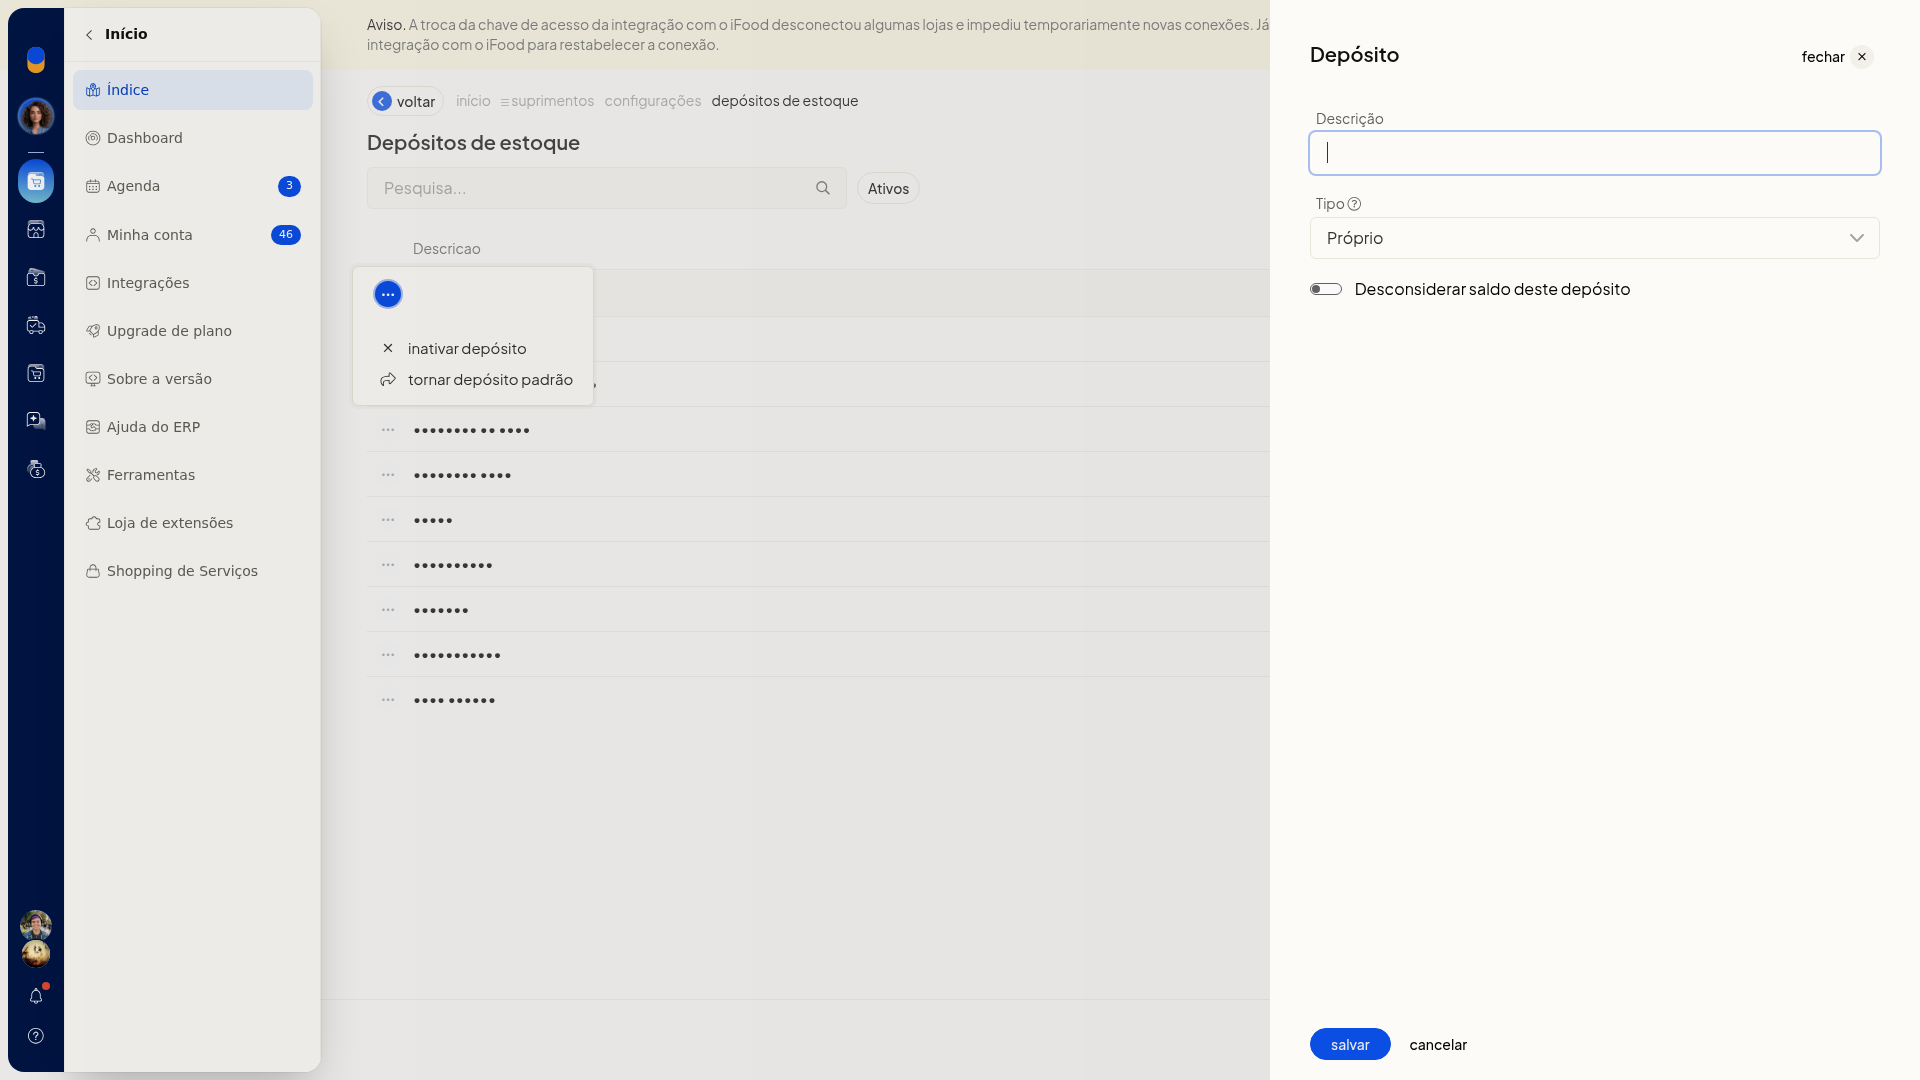 Início
Índice
Dashboard
Agenda 3
Minha conta 46
Integrações
Upgrade de plano
Sobre a versão
Ajuda do ERP
Ferramentas
Loja de extensões
Shopping de Serviços
Aviso. A troca da chave de acesso da integração com o iFood desconectou algumas lojas e impediu temporariamente novas conexões. Já
integração com o iFood para restabelecer a conexão.
voltar início suprimentos configurações depósitos de estoque
Depósitos de estoque
Pesquisa... Ativos
Descricao
inativar depósito
tornar depósito padrão
Depósito
fechar
Descrição
Tipo
Próprio
Desconsiderar saldo deste depósito
salvar cancelar